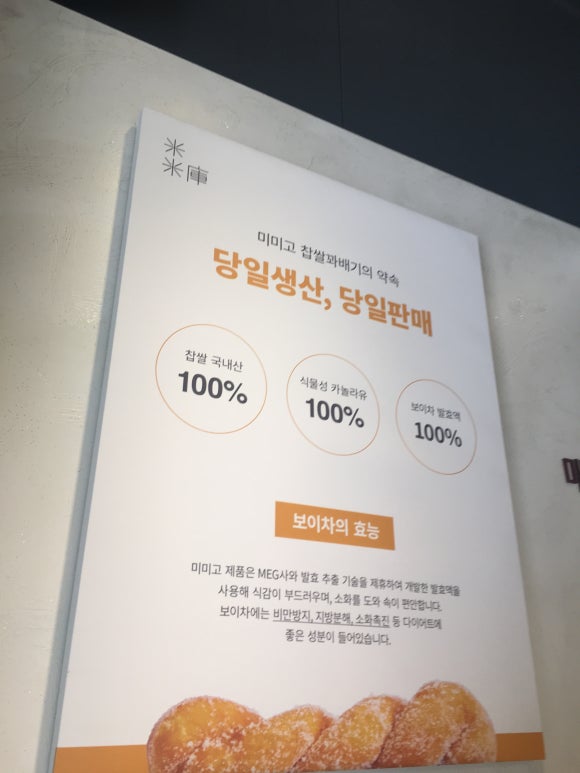 米
米庫
미미고 찹쌀꽈배기의 약속
당일생산, 당일판매
찹쌀 국내산
100%
식물성 카놀라유
100%
보이차 발효액
100%
보이차의 효능
미미고 제품은 MEG사와 발효 추출 기술을 제휴하여 개발한 발효액을
사용해 식감이 부드러우며, 소화를 도와 속이 편안합니다.
보이차에는 비만방지, 지방분해, 소화촉진 등 다이어트에
좋은 성분이 들어있습니다.